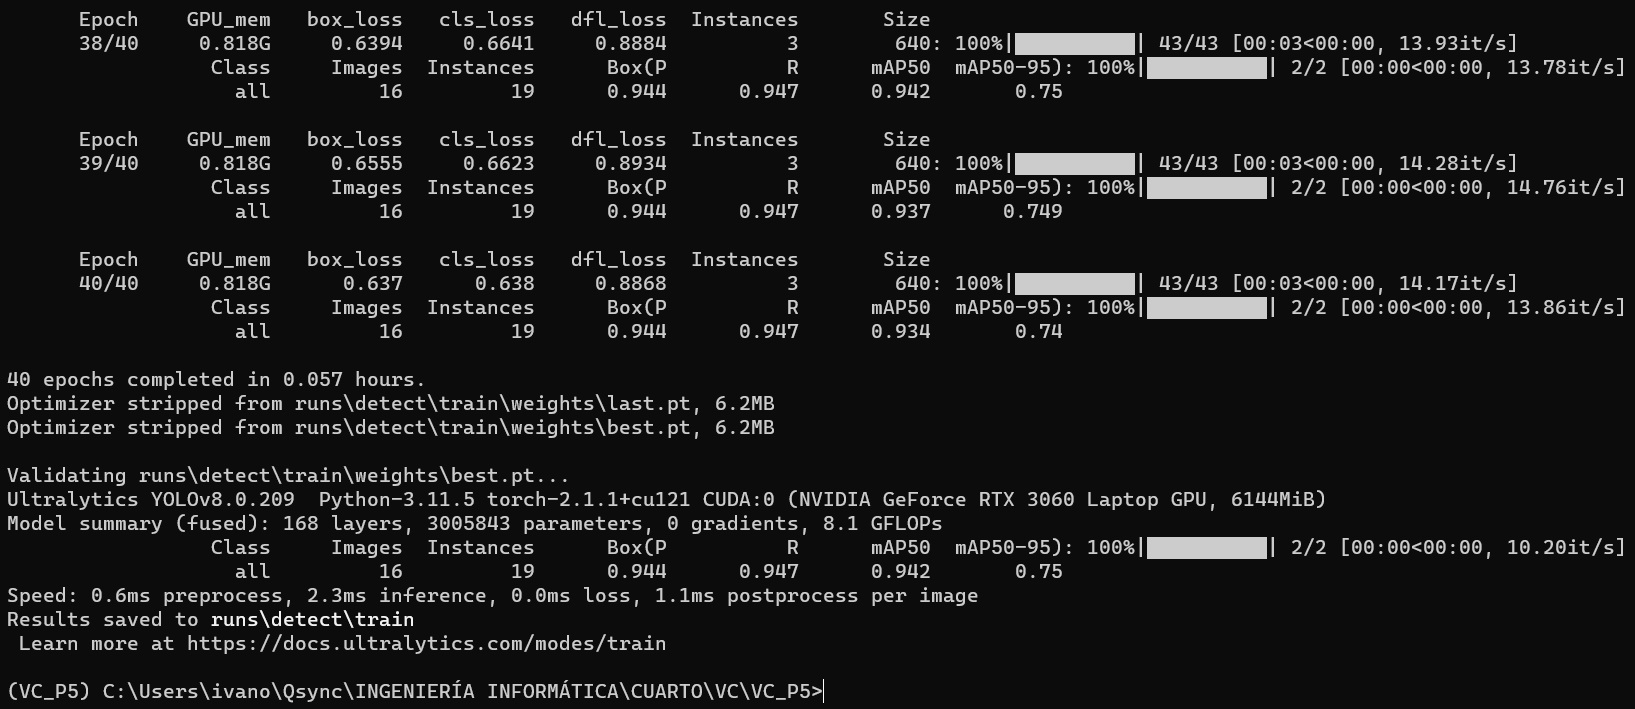 Epoch GPU_mem box_loss cls_loss dfl_loss Instances Size
38/40 0.818G 0.6394 0.6641 0.8884 3 640: 100%|██████████| 43/43 [00:03<00:00, 13.93it/s]
Class Images Instances Box(P R mAP50 mAP50-95): 100%|██████████| 2/2 [00:00<00:00, 13.78it/s]
all 16 19 0.944 0.947 0.942 0.75
Epoch GPU_mem box_loss cls_loss dfl_loss Instances Size
39/40 0.818G 0.6555 0.6623 0.8934 3 640: 100%|██████████| 43/43 [00:03<00:00, 14.28it/s]
Class Images Instances Box(P R mAP50 mAP50-95): 100%|██████████| 2/2 [00:00<00:00, 14.76it/s]
all 16 19 0.944 0.947 0.937 0.749
Epoch GPU_mem box_loss cls_loss dfl_loss Instances Size
40/40 0.818G 0.637 0.638 0.8868 3 640: 100%|██████████| 43/43 [00:03<00:00, 14.17it/s]
Class Images Instances Box(P R mAP50 mAP50-95): 100%|██████████| 2/2 [00:00<00:00, 13.86it/s]
all 16 19 0.944 0.947 0.934 0.74
40 epochs completed in 0.057 hours.
Optimizer stripped from runs\detect\train\weights\last.pt, 6.2MB
Optimizer stripped from runs\detect\train\weights\best.pt, 6.2MB
Validating runs\detect\train\weights\best.pt...
Ultralytics YOLOv8.0.209 Python-3.11.5 torch-2.1.1+cu121 CUDA:0 (NVIDIA GeForce RTX 3060 Laptop GPU, 6144MiB)
Model summary (fused): 168 layers, 3005843 parameters, 0 gradients, 8.1 GFLOPs
Class Images Instances Box(P R mAP50 mAP50-95): 100%|██████████| 2/2 [00:00<00:00, 10.20it/s]
all 16 19 0.944 0.947 0.942 0.75
Speed: 0.6ms preprocess, 2.3ms inference, 0.0ms loss, 1.1ms postprocess per image
Results saved to runs\detect\train
Learn more at https://docs.ultralytics.com/modes/train
(VC_P5) C:\Users\ivano\Qsync\INGENIERÍA INFORMÁTICA\CUARTO\VC\VC_P5>